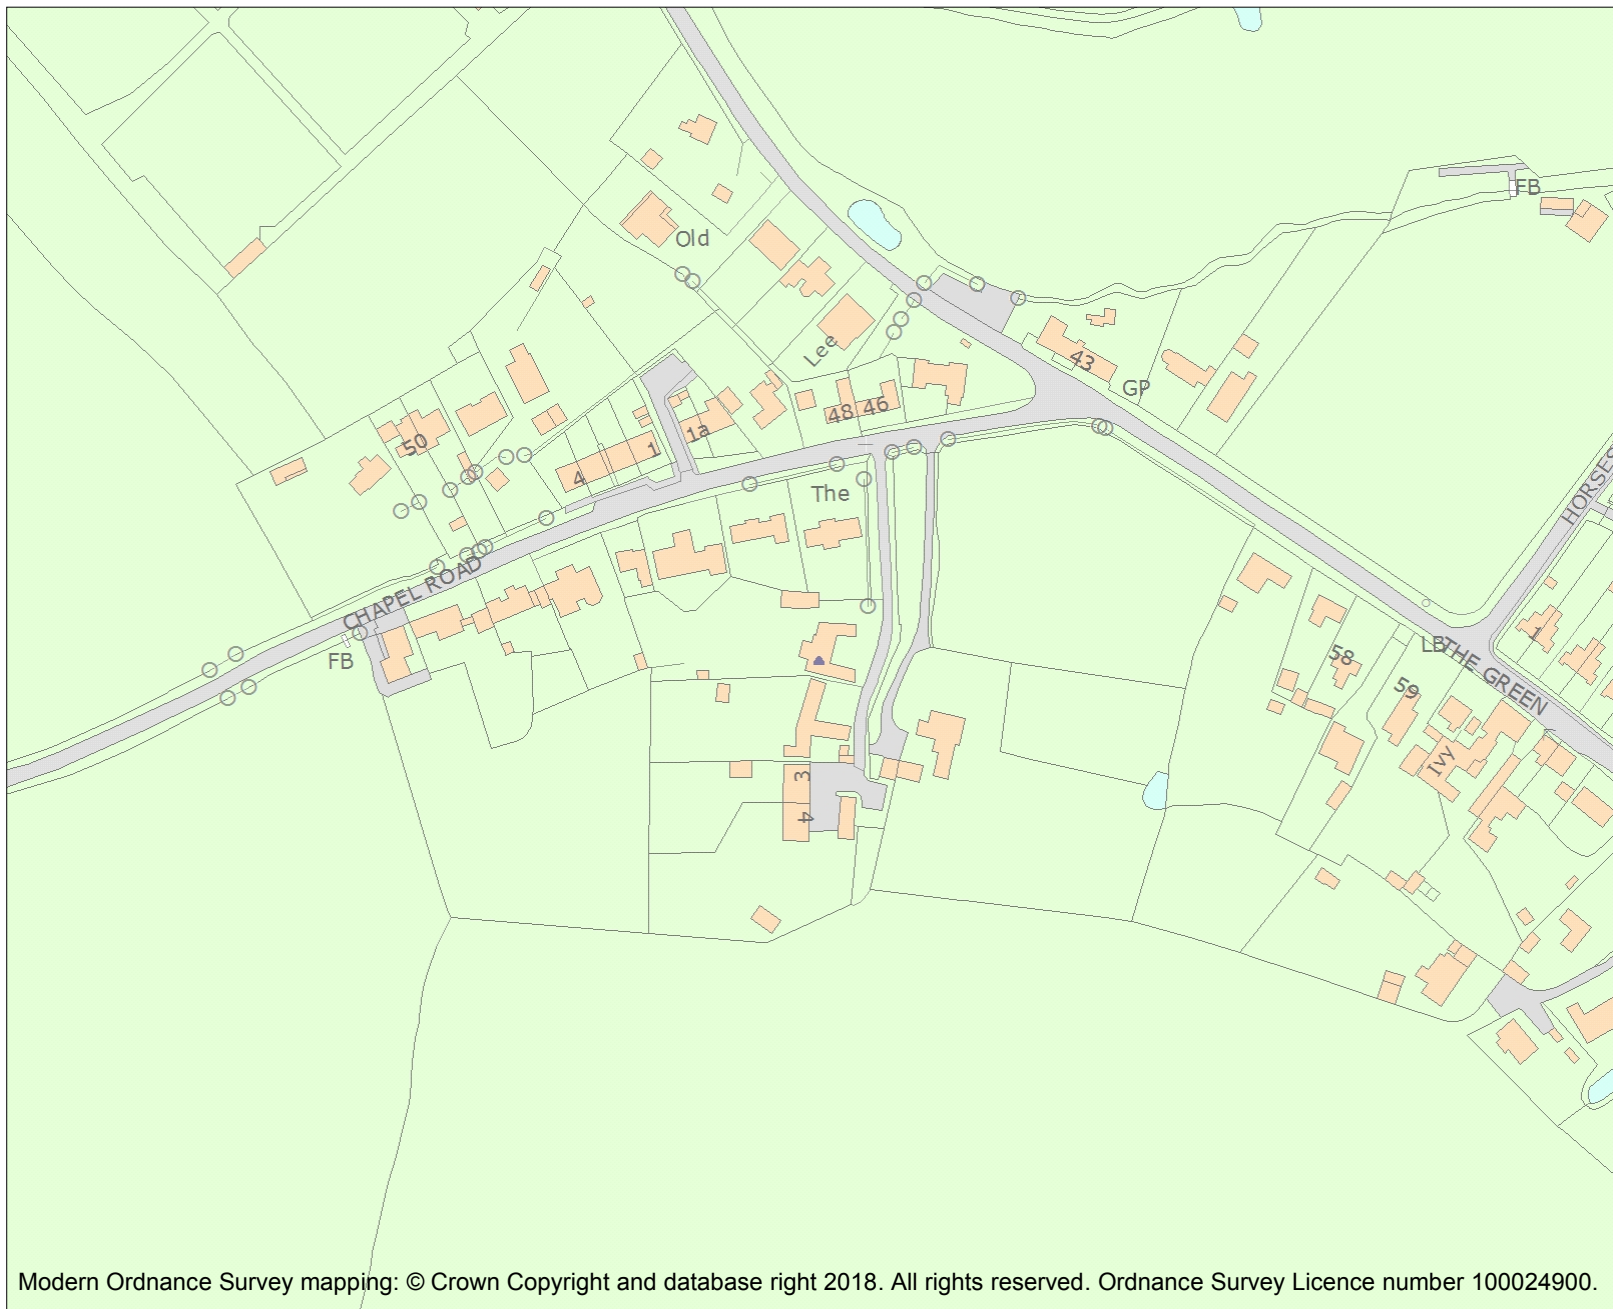 FB
Old
Lee
43
GP
48
46
50
1a
1
4
The
HORSES
CHAPEL ROAD
FB
1
LB
THE GREEN
58
59
Ivy
3
4
Modern Ordnance Survey mapping: © Crown Copyright and database right 2018. All rights reserved. Ordnance Survey Licence number 100024900.